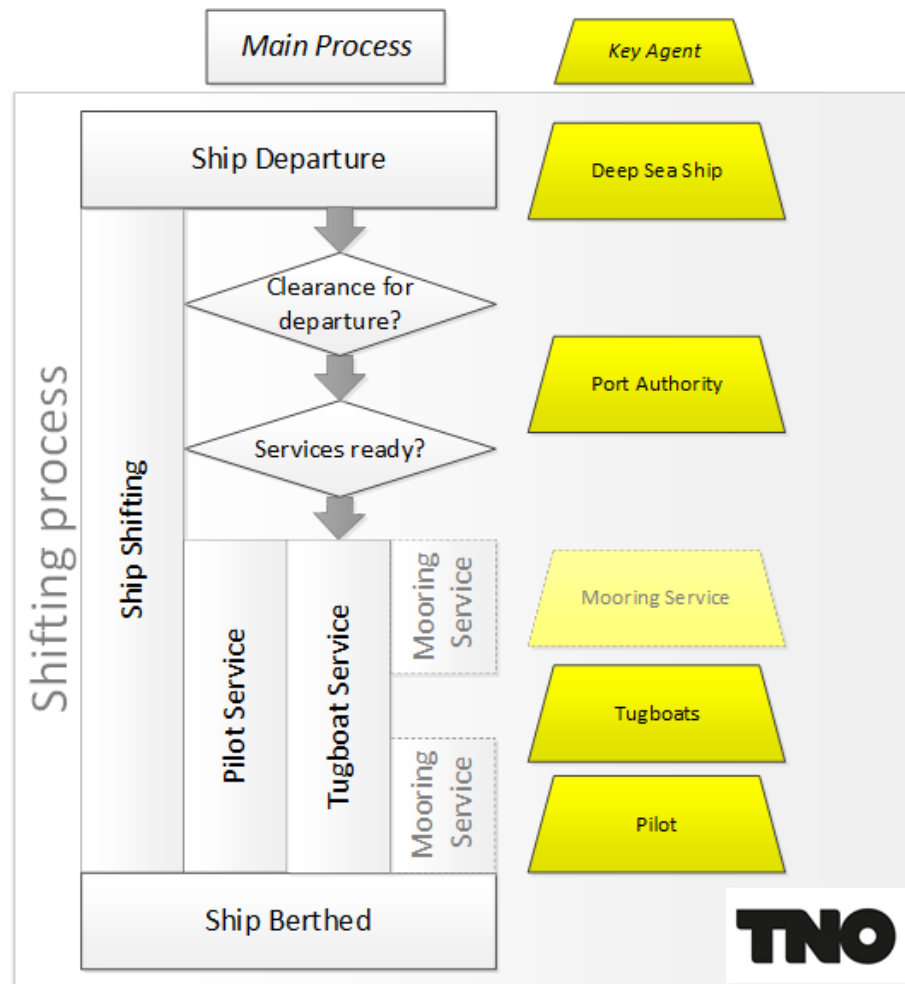 Main Process
Key Agent
Ship Departure
Deep Sea Ship
Clearance for
departure?
Port Authority
Services ready?
Shifting process
Ship Shifting
Pilot Service
Tugboat Service
Mooring
Service
Mooring
Service
Mooring Service
Tugboats
Pilot
Ship Berthed
TNO